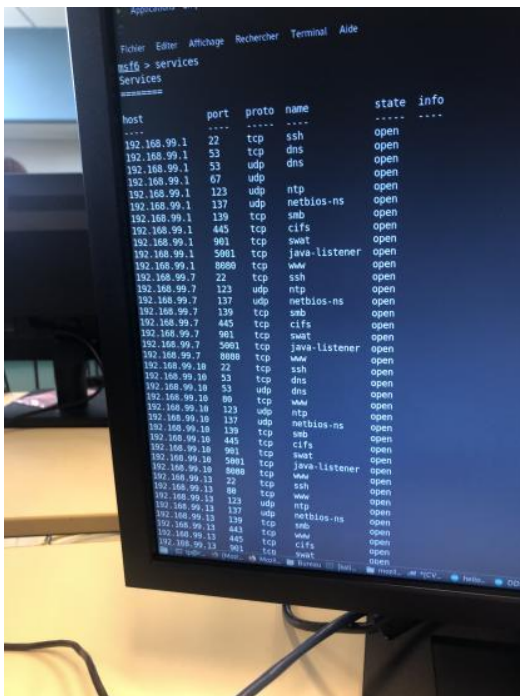 Applications
Fichier Editer Affichage Rechercher Terminal Aide
msf6 > services
Services
========
host port proto name state info
---- ---- ----- ---- ----- ----
192.168.99.1 22 tcp ssh open
192.168.99.1 53 tcp dns open
192.168.99.1 53 udp dns open
192.168.99.1 67 udp open
192.168.99.1 123 udp ntp open
192.168.99.1 137 udp netbios-ns open
192.168.99.1 139 tcp smb open
192.168.99.1 445 tcp cifs open
192.168.99.1 901 tcp swat open
192.168.99.1 5001 tcp java-listener open
192.168.99.1 8080 tcp www open
192.168.99.7 22 tcp ssh open
192.168.99.7 123 udp ntp open
192.168.99.7 137 udp netbios-ns open
192.168.99.7 139 tcp smb open
192.168.99.7 445 tcp cifs open
192.168.99.7 901 tcp swat open
192.168.99.7 5001 tcp java-listener open
192.168.99.7 8080 tcp www open
192.168.99.10 22 tcp ssh open
192.168.99.10 53 tcp dns open
192.168.99.10 53 udp dns open
192.168.99.10 80 tcp www open
192.168.99.10 123 udp ntp open
192.168.99.10 137 udp netbios-ns open
192.168.99.10 139 tcp smb open
192.168.99.10 445 tcp cifs open
192.168.99.10 901 tcp swat open
192.168.99.10 5001 tcp java-listener open
192.168.99.10 8080 tcp www open
192.168.99.13 22 tcp ssh open
192.168.99.13 80 tcp www open
192.168.99.13 123 udp ntp open
192.168.99.13 137 udp netbios-ns open
192.168.99.13 139 tcp smb open
192.168.99.13 443 tcp www open
192.168.99.13 445 tcp cifs open
192.168.99.13 901 tcp swat open
Bureau